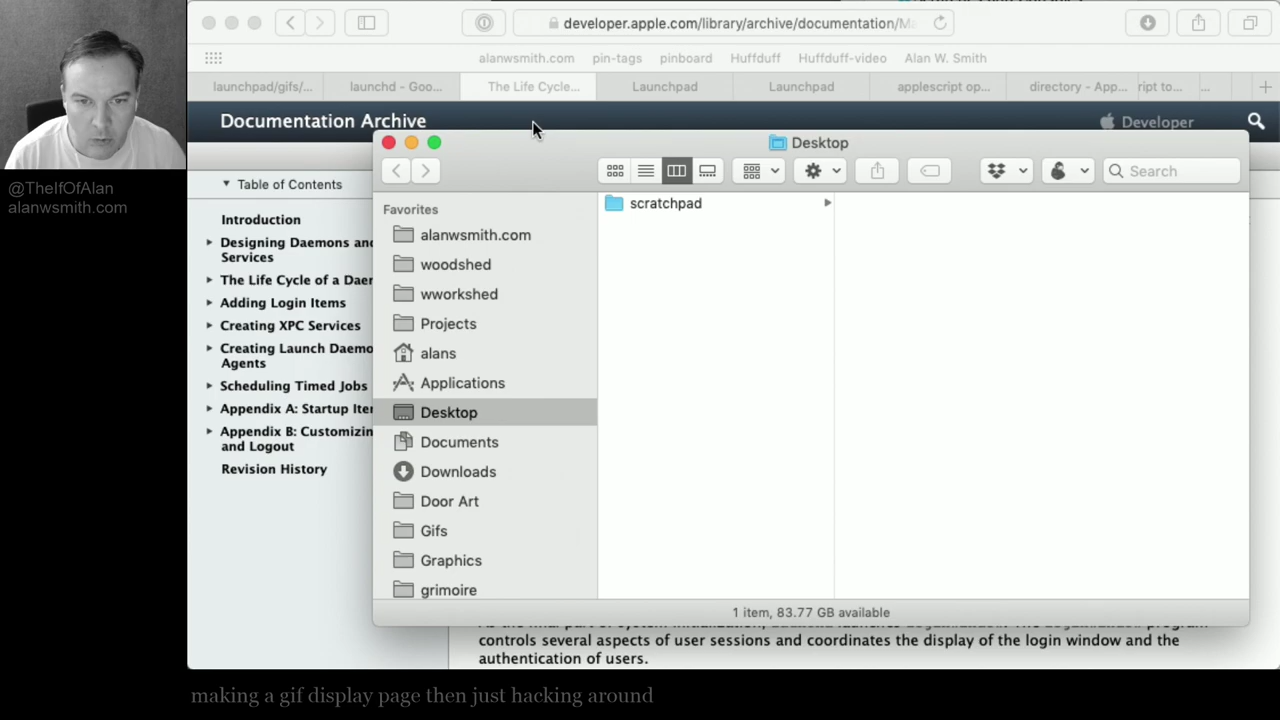 developer.apple.com/library/archive/documentation/Ma
alanwsmith.com pin-tags pinboard Huffduff Huffduff-video Alan W. Smith
launchpad/gifs/... launchd - Goo... The Life Cycle... Launchpad Launchpad applescript op... directory - App... ript to... ...
Documentation Archive
Developer
@TheIfOfAlan
alanwsmith.com
Table of Contents
Introduction
Designing Daemons and
Services
The Life Cycle of a Daem
Adding Login Items
Creating XPC Services
Creating Launch Daemo
Agents
Scheduling Timed Jobs
Appendix A: Startup Iter
Appendix B: Customizin
and Logout
Revision History
Desktop
Search
Favorites
alanwsmith.com
woodshed
wworkshed
Projects
alans
Applications
Desktop
Documents
Downloads
Door Art
Gifs
Graphics
grimoire
scratchpad
1 item, 83.77 GB available
controls several aspects of user sessions and coordinates the display of the login window and the
authentication of users.
making a gif display page then just hacking around